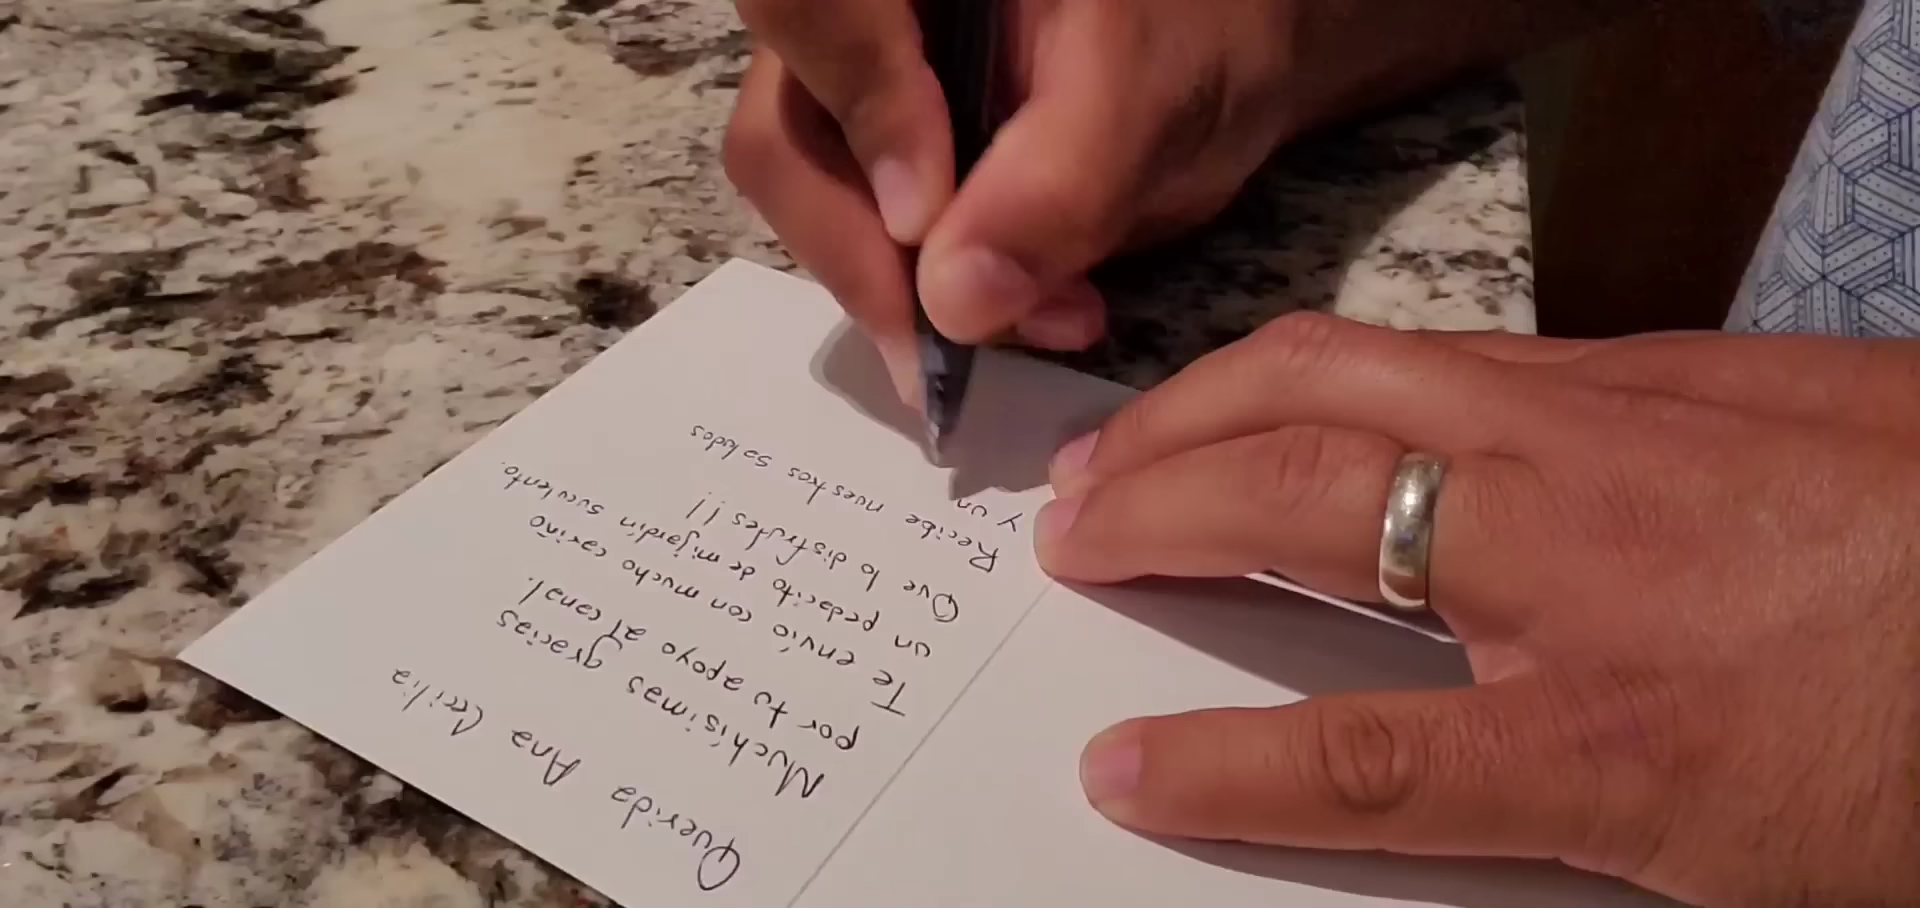 Querida Ana Cecilia
Muchísimas gracias
por tu apoyo al canal.
Te envío con mucho cariño
un pedacito de mi jardín suculento.
Que lo disfrutes !!
Recibe nuestros saludos
y un